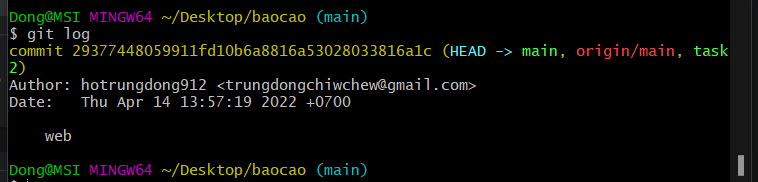 Dong@MSI MINGW64 ~/Desktop/baocao (main)
$ git log
commit 29377448059911fd10b6a8816a53028033816a1c (HEAD -> main, origin/main, task
2)
Author: hotrungdong912 <trungdongchiwchew@gmail.com>
Date:   Thu Apr 14 13:57:19 2022 +0700
    web
Dong@MSI MINGW64 ~/Desktop/baocao (main)
$